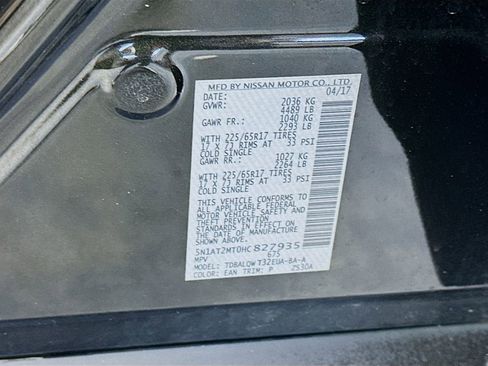 MFD BY NISSAN MOTOR CO., LTD.
DATE: 04/17
GVWR: 2036 KG
4489 LB
GAWR FR.: 1040 KG
2293 LB
WITH 225/65R17 TIRES
17 X 7J RIMS AT 33 PSI
COLD SINGLE
GAWR RR.: 1027 KG
2264 LB
WITH 225/65R17 TIRES
17 X 7J RIMS AT 33 PSI
COLD SINGLE
THIS VEHICLE CONFORMS TO
ALL APPLICABLE FEDERAL
MOTOR VEHICLE SAFETY AND
THEFT PREVENTION
STANDARDS IN EFFECT
ON THE DATE OF
MANUFACTURE SHOWN ABOVE
5N1AT2MT0HC827935
MPV 675
MODEL: TDBALQW T32EUA-BA-A
COLOR: EAN TRIM: P ZS30A